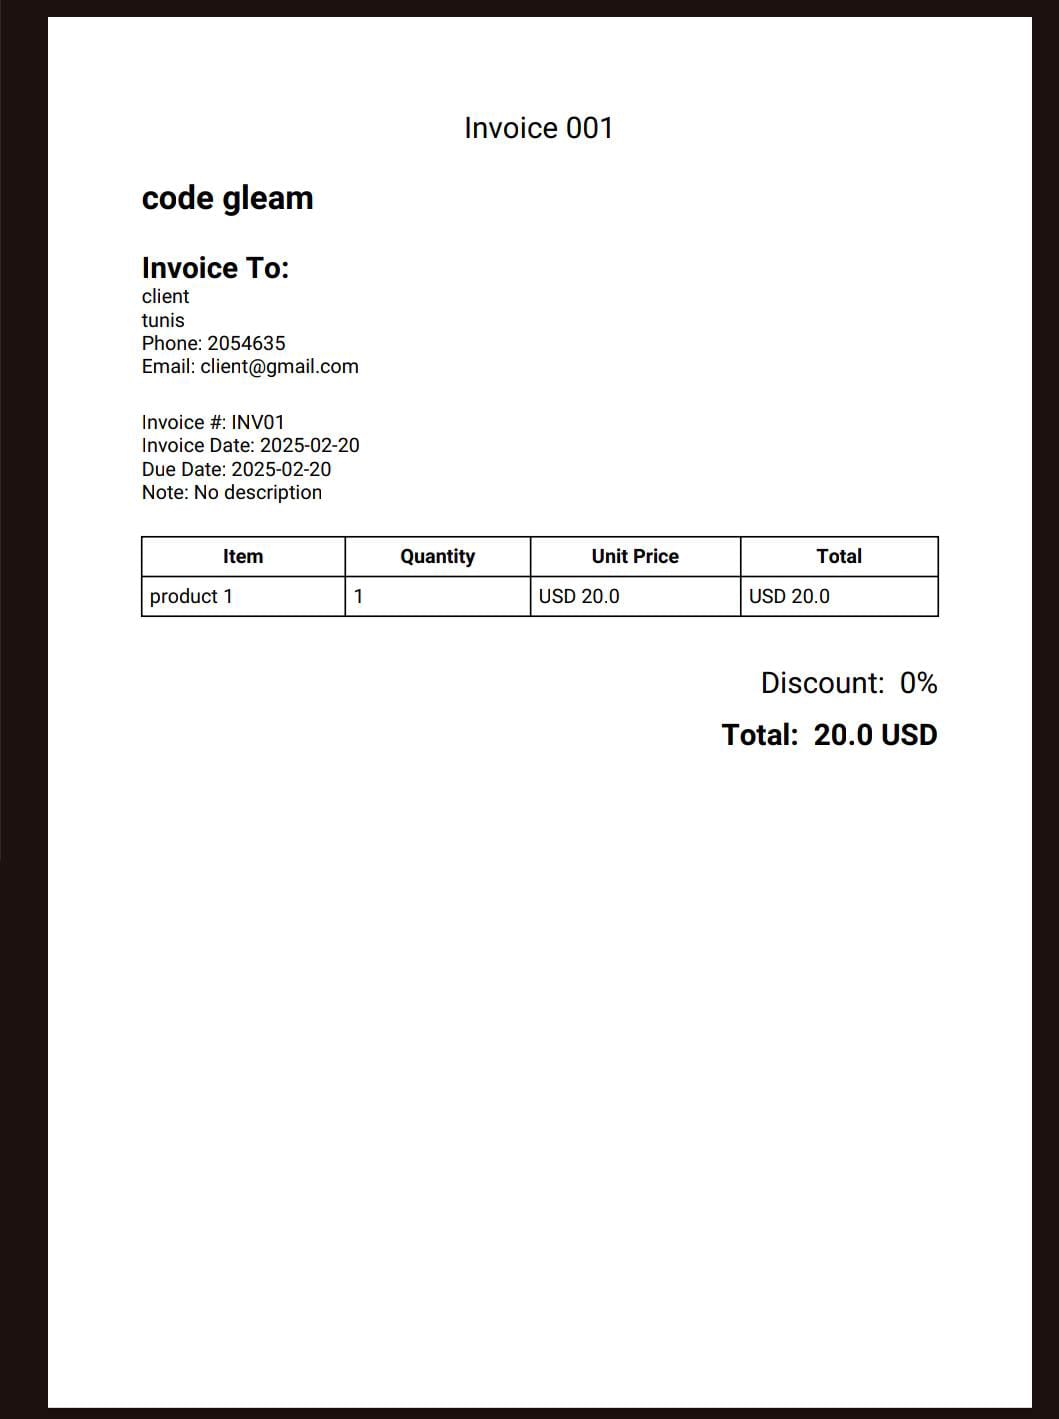 Invoice 001
code gleam
Invoice To:
client
tunis
Phone: 2054635
Email: client@gmail.com
Invoice #: INV01
Invoice Date: 2025-02-20
Due Date: 2025-02-20
Note: No description
Item Quantity Unit Price Total
product 1 1 USD 20.0 USD 20.0
Discount: 0%
Total: 20.0 USD